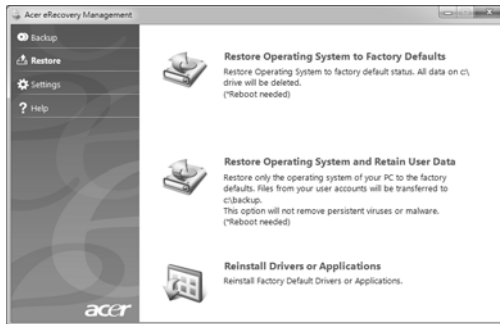 Acer eRecovery Management
Backup
Restore
Settings
? Help
Restore Operating System to Factory Defaults
Restore Operating System to factory default status. All data on c:\
drive will be deleted.
(*Reboot needed)
Restore Operating System and Retain User Data
Restore only the operating system of your PC to the factory
defaults. Files from your user accounts will be transferred to
c:\backup.
This option will not remove persistent viruses or malware.
(*Reboot needed)
Reinstall Drivers or Applications
Reinstall Factory Default Drivers or Applications.
acer